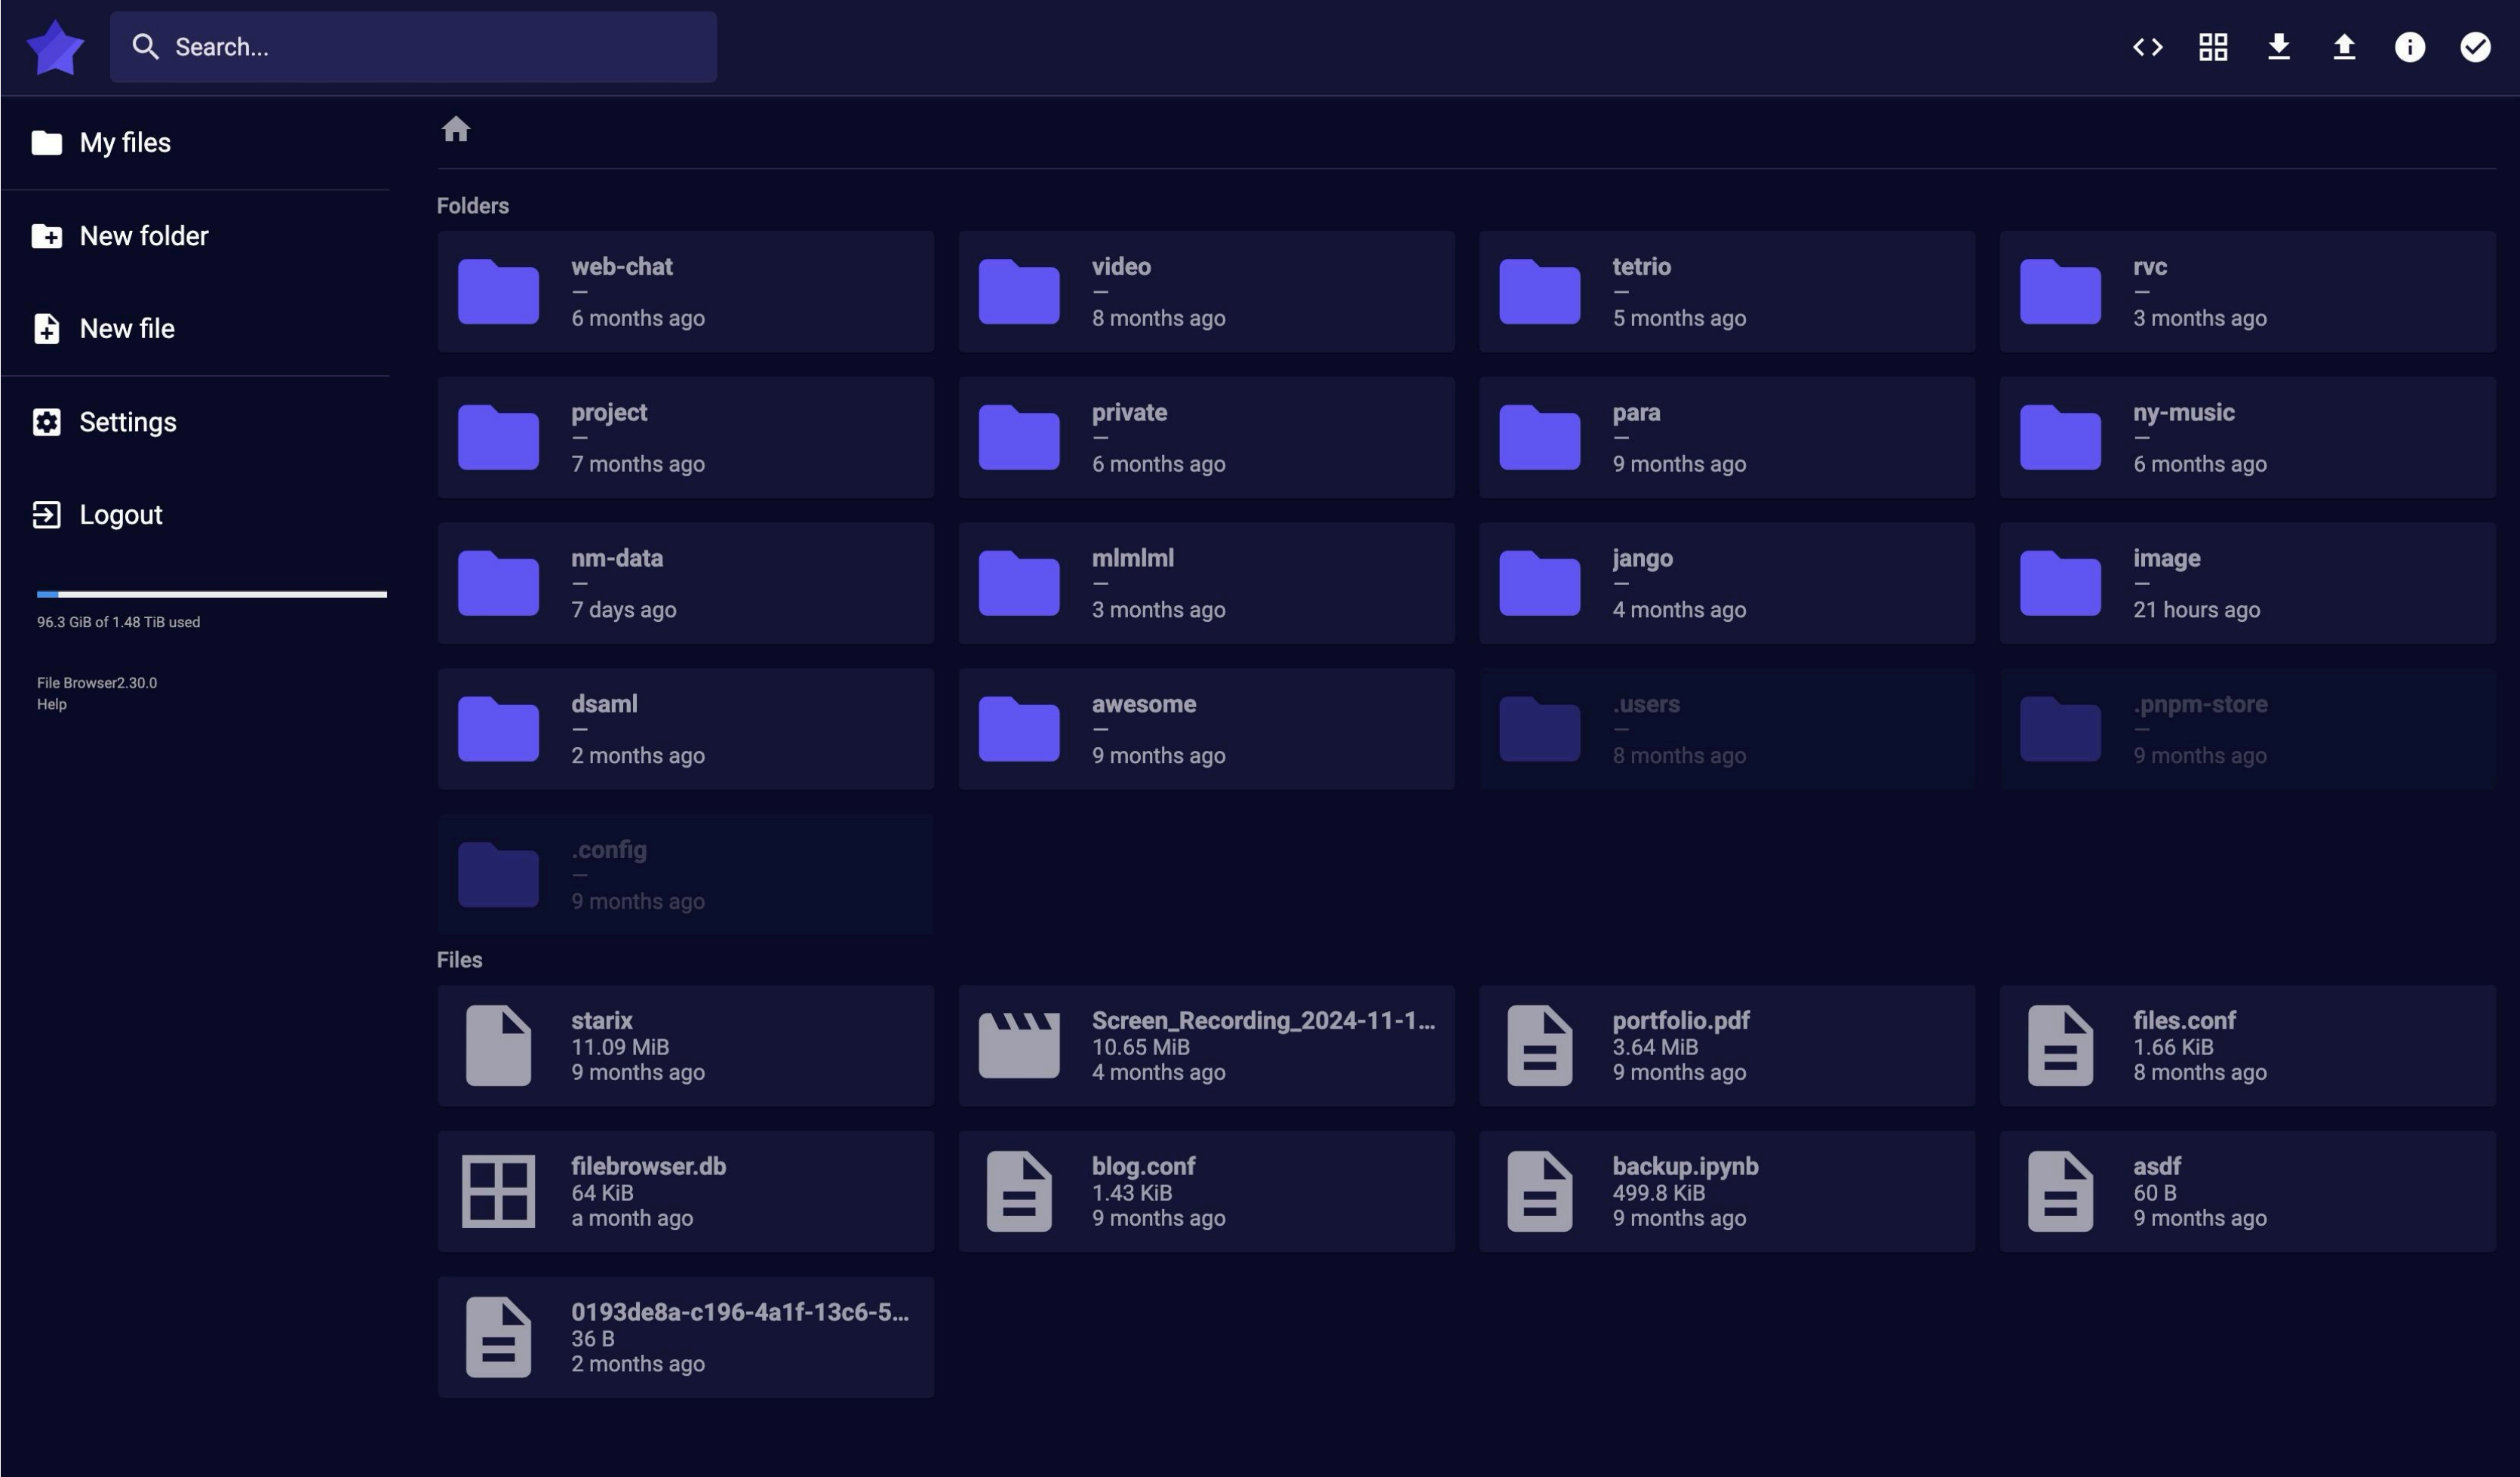 Search...
My files
New folder
New file
Settings
Logout
96.3 GiB of 1.48 TiB used
File Browser2.30.0
Help
Folders
web-chat
—
6 months ago
video
—
8 months ago
tetrio
—
5 months ago
rvc
—
3 months ago
project
—
7 months ago
private
—
6 months ago
para
—
9 months ago
ny-music
—
6 months ago
nm-data
—
7 days ago
mlmlml
—
3 months ago
jango
—
4 months ago
image
—
21 hours ago
dsaml
—
2 months ago
awesome
—
9 months ago
.users
—
8 months ago
.pnpm-store
—
9 months ago
.config
—
9 months ago
Files
starix
11.09 MiB
9 months ago
Screen_Recording_2024-11-1...
10.65 MiB
4 months ago
portfolio.pdf
3.64 MiB
9 months ago
files.conf
1.66 KiB
8 months ago
filebrowser.db
64 KiB
a month ago
blog.conf
1.43 KiB
9 months ago
backup.ipynb
499.8 KiB
9 months ago
asdf
60 B
9 months ago
0193de8a-c196-4a1f-13c6-5...
36 B
2 months ago